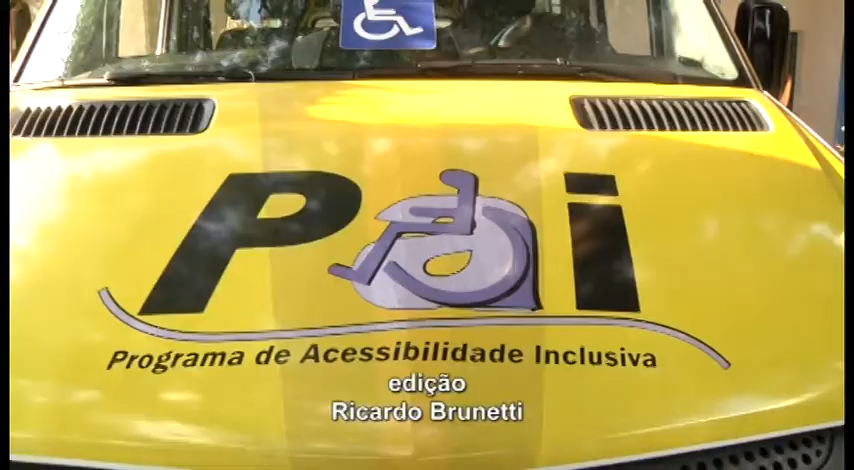 Pai
Programa de Acessibilidade Inclusiva
edição
Ricardo Brunetti